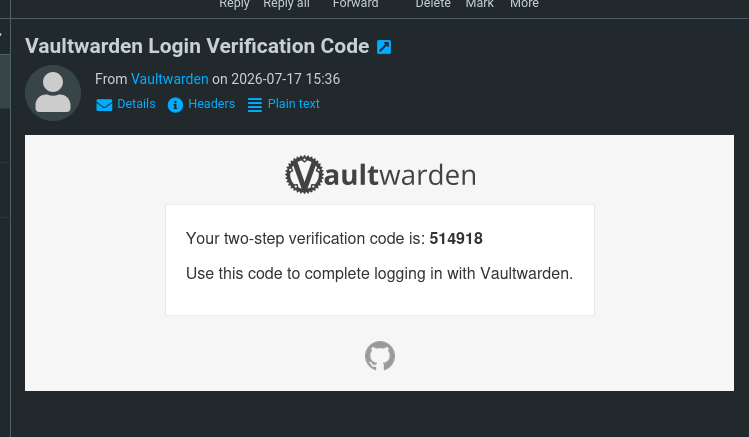 Reply Reply all Forward Delete Mark More
Vaultwarden Login Verification Code
From Vaultwarden on 2026-07-17 15:36
Details Headers Plain text
Vaultwarden
Your two-step verification code is: 514918
Use this code to complete logging in with Vaultwarden.